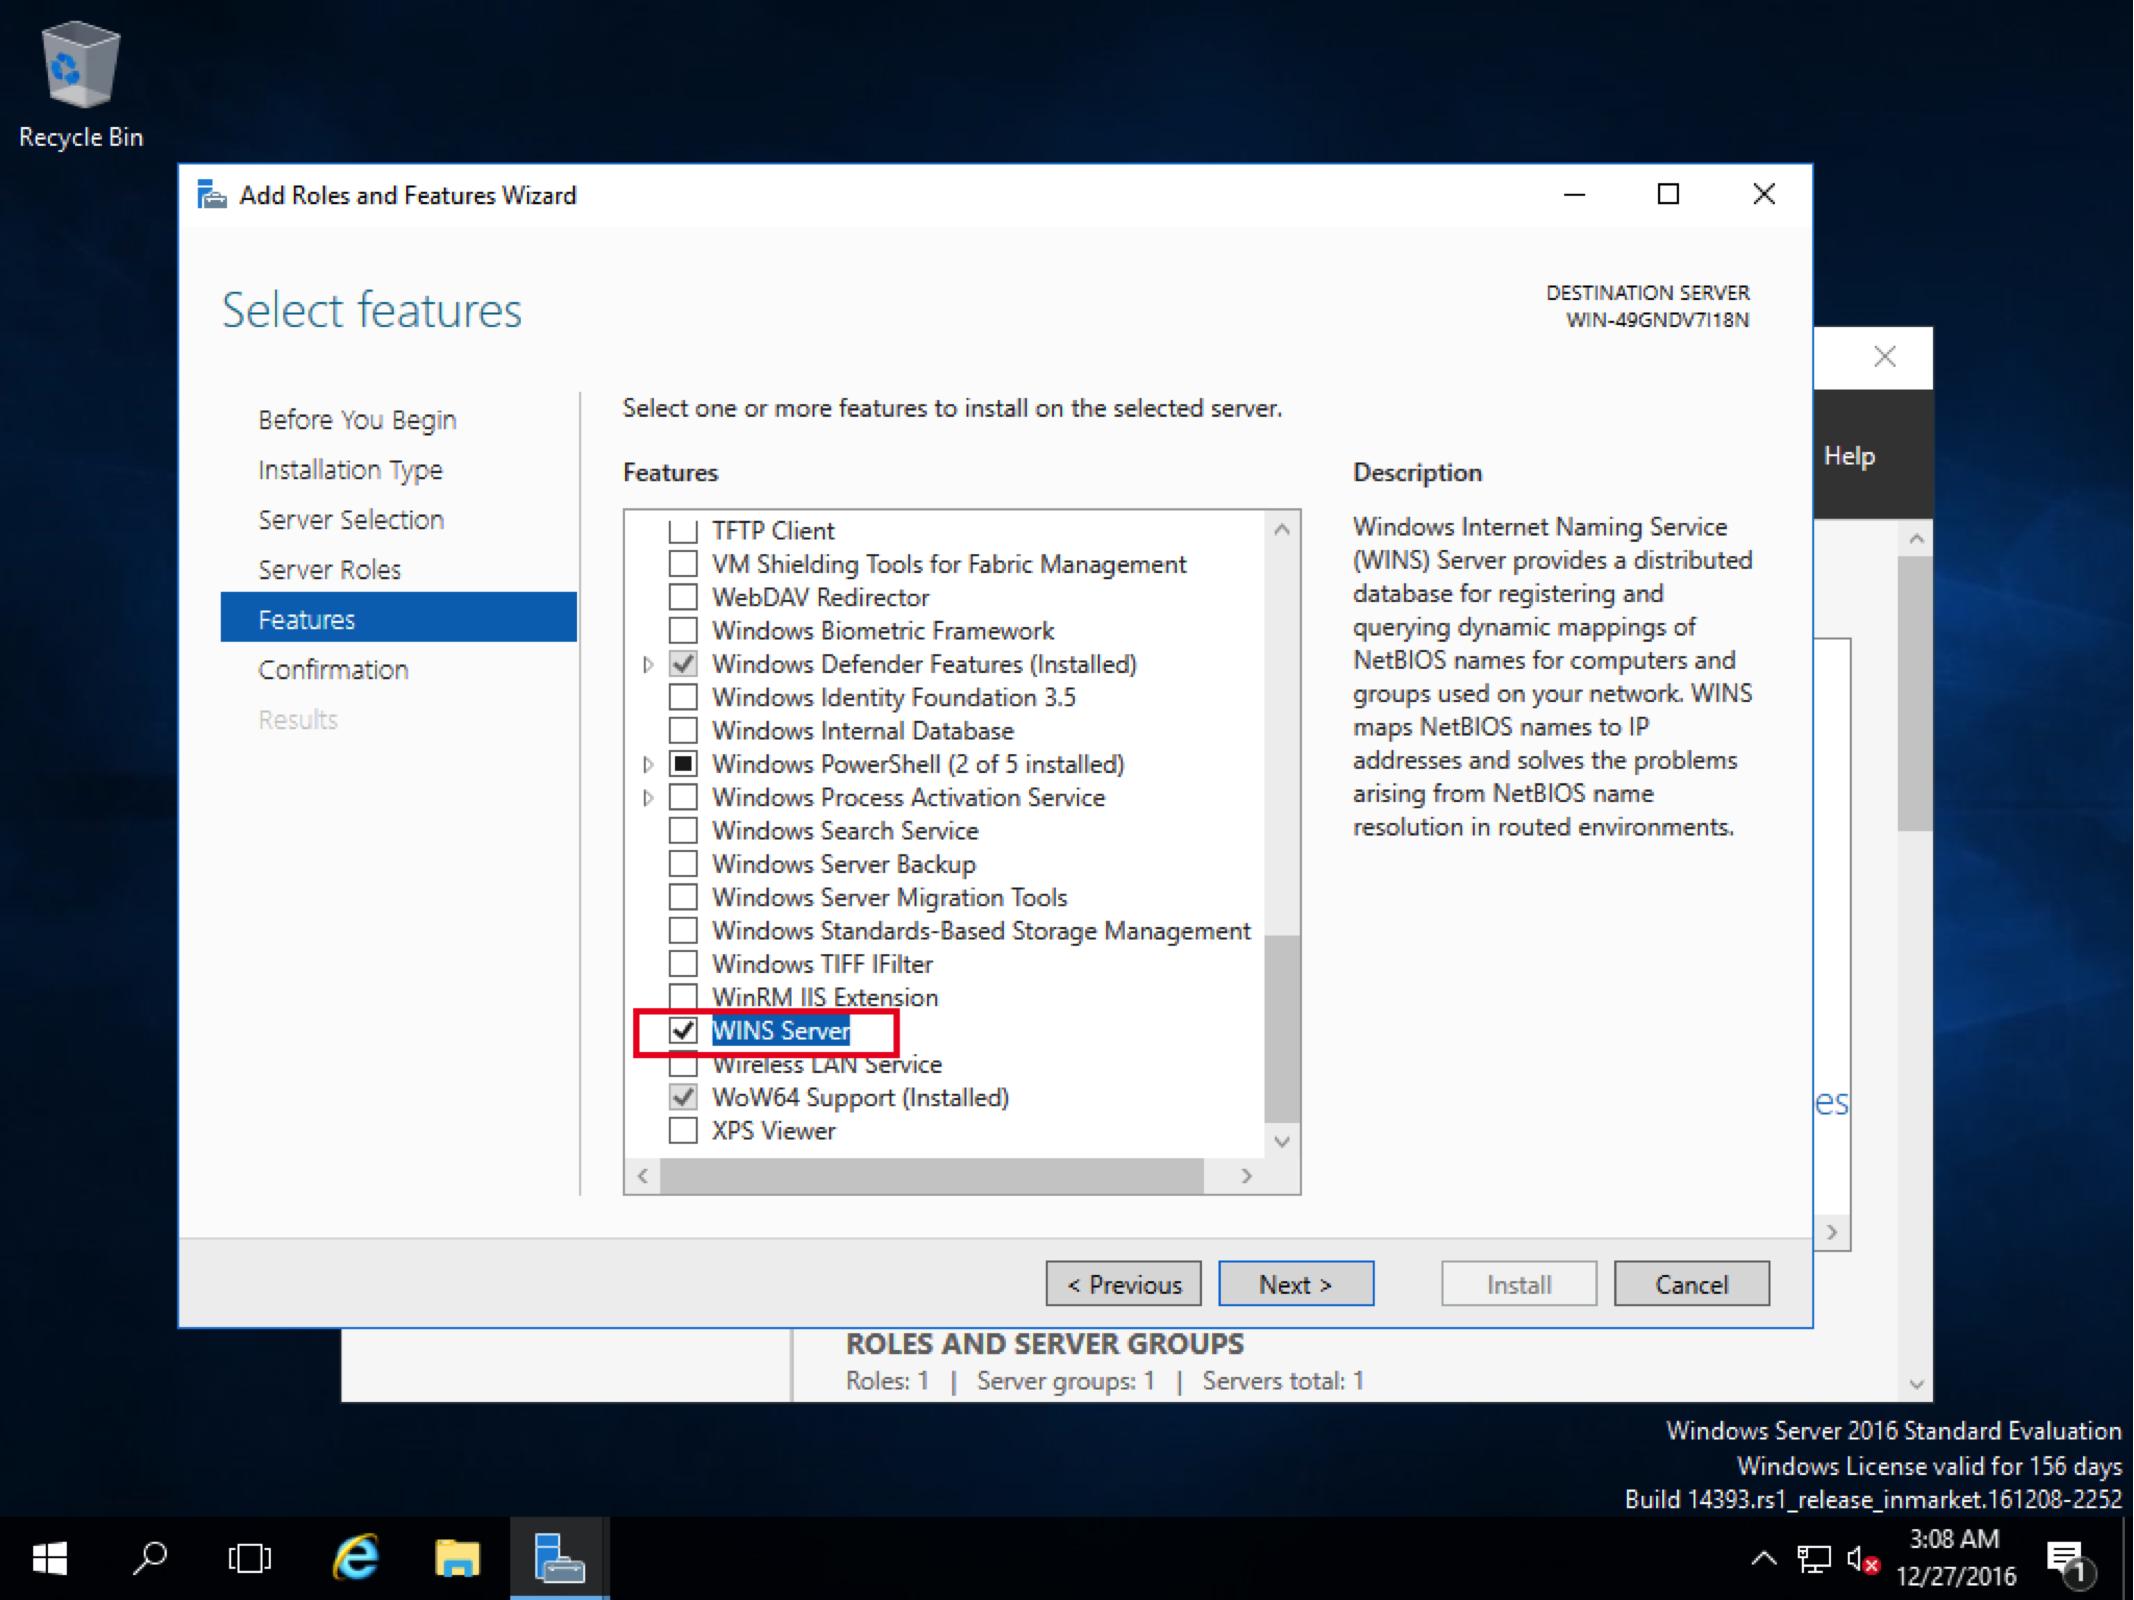 Recycle Bin
Add Roles and Features Wizard
Select features
DESTINATION SERVER
WIN-49GNDV7I18N
Before You Begin
Installation Type
Server Selection
Server Roles
Features
Confirmation
Results
Select one or more features to install on the selected server.
Features
TFTP Client
VM Shielding Tools for Fabric Management
WebDAV Redirector
Windows Biometric Framework
Windows Defender Features (Installed)
Windows Identity Foundation 3.5
Windows Internal Database
Windows PowerShell (2 of 5 installed)
Windows Process Activation Service
Windows Search Service
Windows Server Backup
Windows Server Migration Tools
Windows Standards-Based Storage Management
Windows TIFF IFilter
WinRM IIS Extension
WINS Server
Wireless LAN Service
WoW64 Support (Installed)
XPS Viewer
Description
Windows Internet Naming Service
(WINS) Server provides a distributed
database for registering and
querying dynamic mappings of
NetBIOS names for computers and
groups used on your network. WINS
maps NetBIOS names to IP
addresses and solves the problems
arising from NetBIOS name
resolution in routed environments.
Help
es
< Previous
Next >
Install
Cancel
ROLES AND SERVER GROUPS
Roles: 1 | Server groups: 1 | Servers total: 1
Windows Server 2016 Standard Evaluation
Windows License valid for 156 days
Build 14393.rs1_release_inmarket.161208-2252
3:08 AM
12/27/2016
1